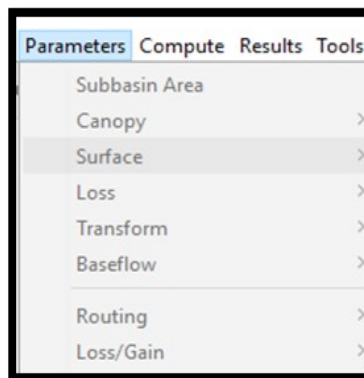 Parameters Compute Results Tools
Subbasin Area
Canopy
Surface
Loss
Transform
Baseflow
Routing
Loss/Gain